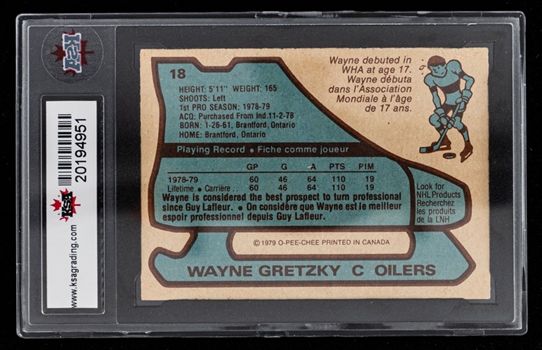 KSA
18
HEIGHT: 5'11" WEIGHT: 165
SHOOTS: Left
1st PRO SEASON: 1978-79
ACQ: Purchased From Ind.11-2-78
BORN: 1-26-61, Brantford, Ontario
HOME: Brantford, Ontario
Wayne debuted in
WHA at age 17.
Wayne débuta
dans l'Association
Mondiale à l'âge
de 17 ans.
Playing Record • Fiche comme joueur
GP G A PTS PIM
1978-79 60 46 64 110 19
Lifetime • Carrière 60 46 64 110 19
Wayne is considered the best prospect to turn professional
since Guy Lafleur. • On considère que Wayne est le meilleur
espoir professionnel depuis Guy Lafleur.
Look for
NHL Products
Recherchez
les produits
de la LNH
© 1979 O-PEE-CHEE PRINTED IN CANADA
WAYNE GRETZKY C OILERS
www.ksagrading.com
KSA
20194951